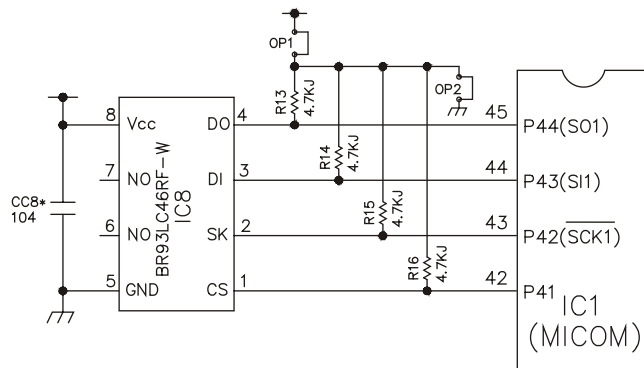 OP1
OP2
R13
4.7KJ
R14
4.7KJ
R15
4.7KJ
R16
4.7KJ
CC8*
104
8 Vcc
7 NO
6 NO
5 GND
BR93LC46RF-W
IC8
DO 4
DI 3
SK 2
CS 1
45 P44(SO1)
44 P43(SI1)
43 P42(SCK1)
42 P41
IC1
(MICOM)